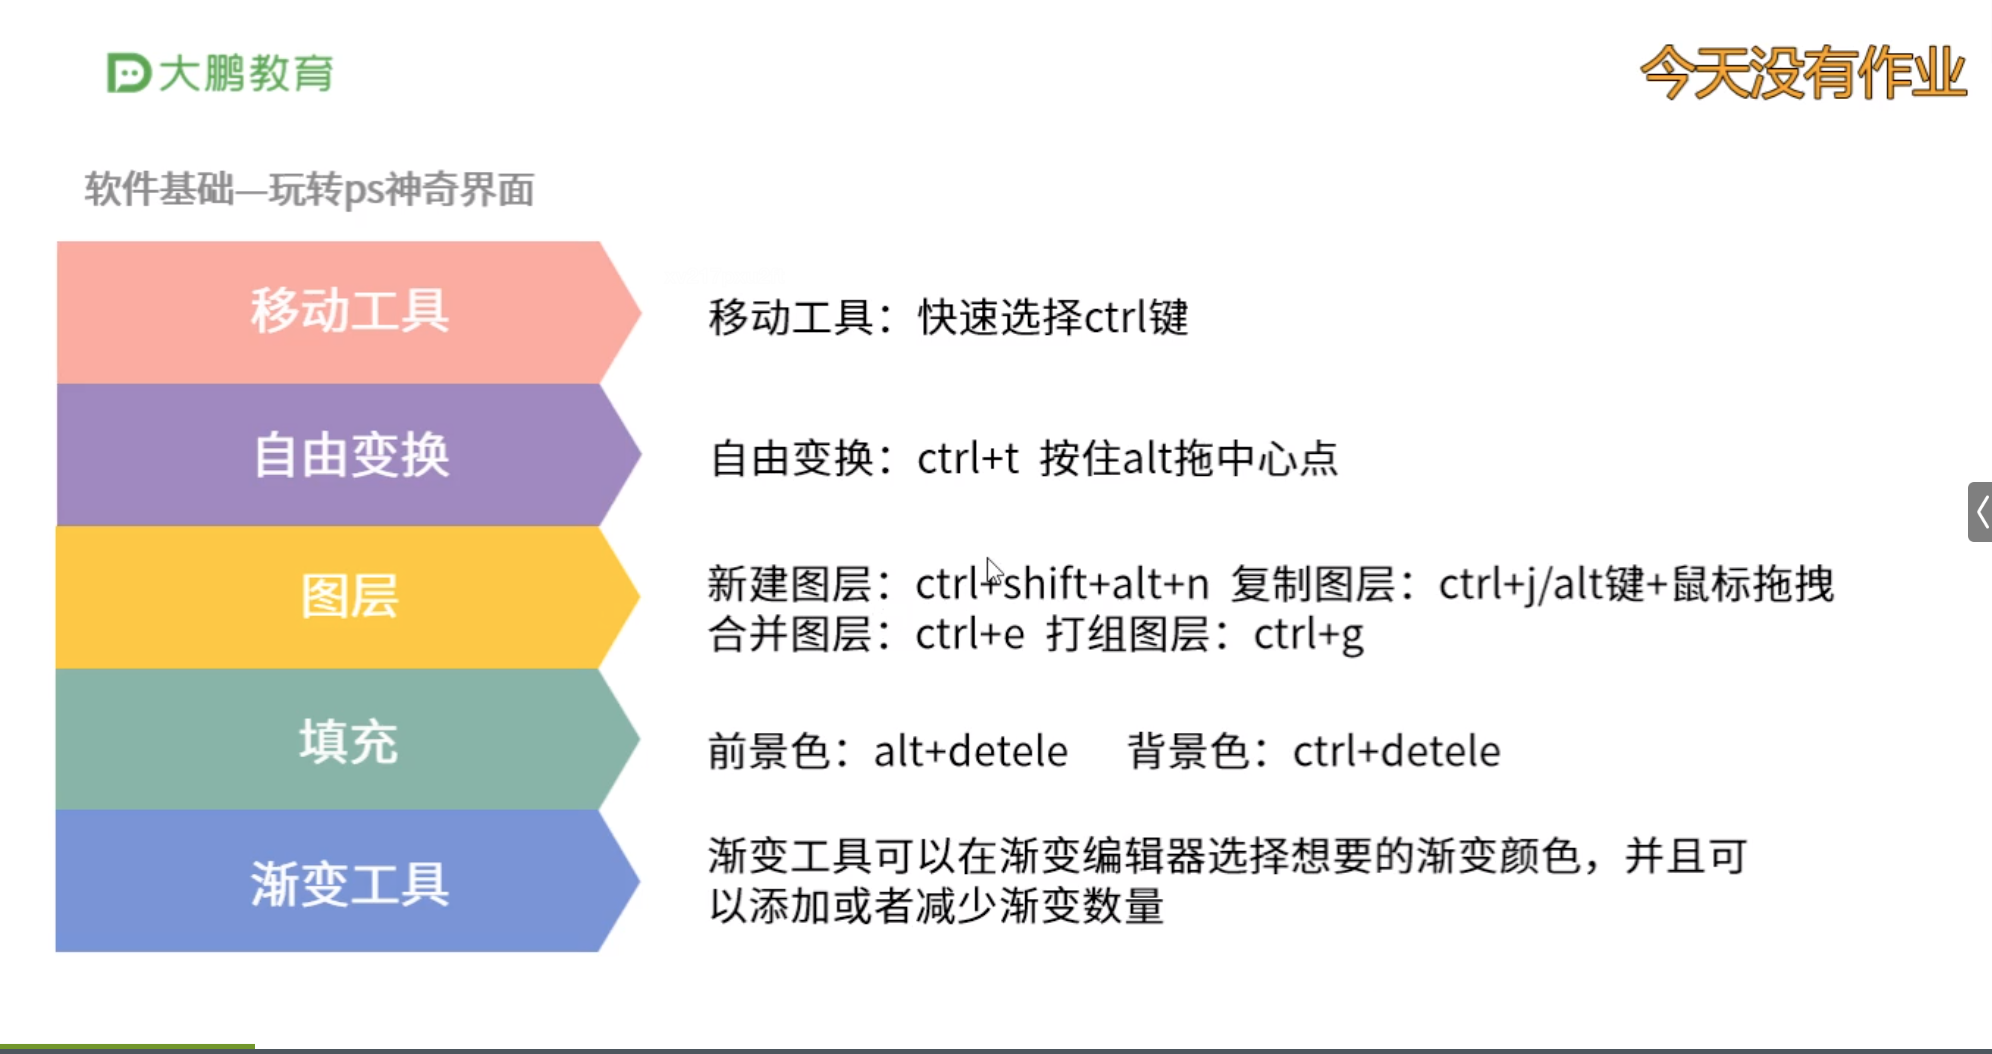 大鹏教育
今天没有作业
软件基础—玩转ps神奇界面
移动工具
移动工具：快速选择ctrl键
自由变换
自由变换：ctrl+t 按住alt拖中心点
图层
新建图层：ctrl+shift+alt+n 复制图层：ctrl+j/alt键+鼠标拖拽
合并图层：ctrl+e 打组图层：ctrl+g
填充
前景色：alt+detele 背景色：ctrl+detele
渐变工具
渐变工具可以在渐变编辑器选择想要的渐变颜色，并且可
以添加或者减少渐变数量